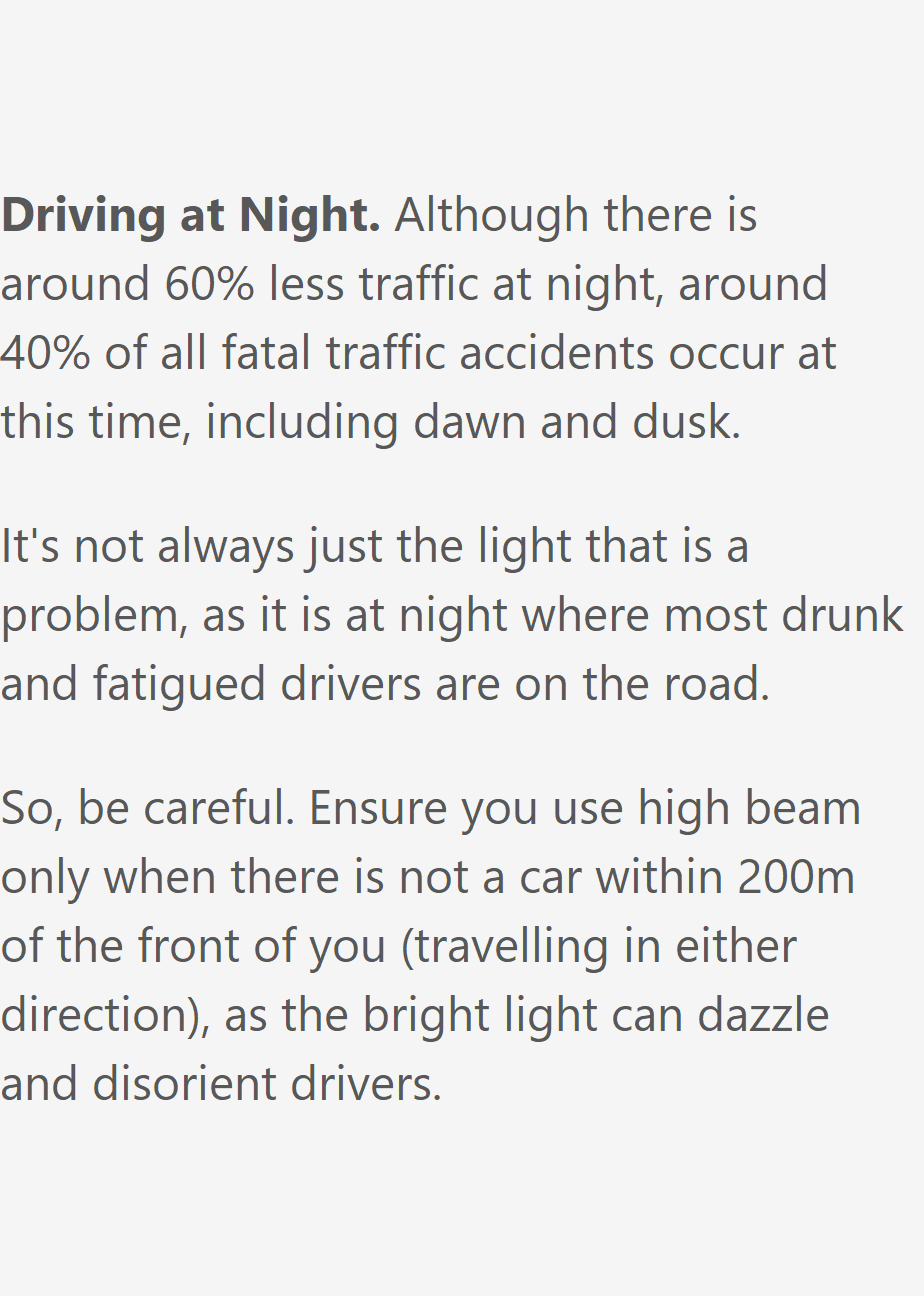 Driving at Night. Although there is
around 60% less traffic at night, around
40% of all fatal traffic accidents occur at
this time, including dawn and dusk.
It's not always just the light that is a
problem, as it is at night where most drunk
and fatigued drivers are on the road.
So, be careful. Ensure you use high beam
only when there is not a car within 200m
of the front of you (travelling in either
direction), as the bright light can dazzle
and disorient drivers.